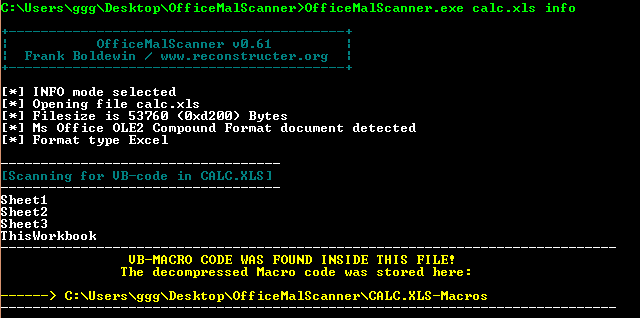 C:\Users\ggg\Desktop\OfficeMalScanner>OfficeMalScanner.exe calc.xls info
+------------------------------------------+
|           OfficeMalScanner v0.61         |
|  Frank Boldewin / www.reconstructer.org  |
+------------------------------------------+
[*] INFO mode selected
[*] Opening file calc.xls
[*] Filesize is 53760 (0xd200) Bytes
[*] Ms Office OLE2 Compound Format document detected
[*] Format type Excel
-----------------------------------
[Scanning for VB-code in CALC.XLS]
-----------------------------------
Sheet1
Sheet2
Sheet3
ThisWorkbook
-----------------------------------------------------------------------------
VB-MACRO CODE WAS FOUND INSIDE THIS FILE!
The decompressed Macro code was stored here:
------> C:\Users\ggg\Desktop\OfficeMalScanner\CALC.XLS-Macros
-----------------------------------------------------------------------------